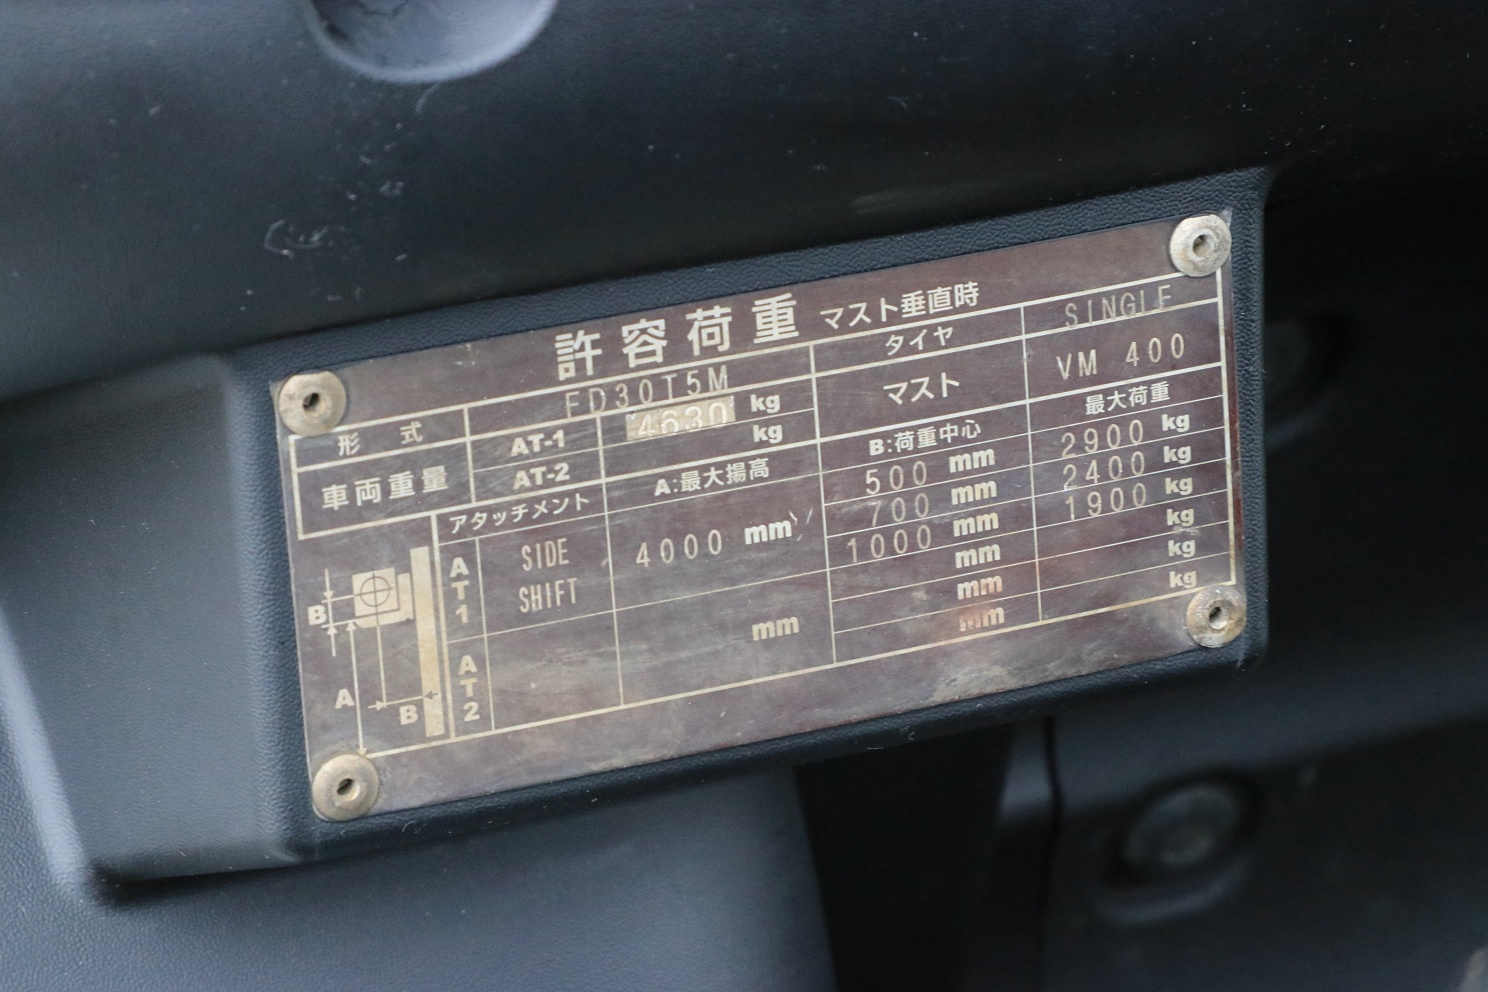 許容荷重 マスト垂直時
形式 FD30T5M タイヤ SINGLE
車両重量 AT-1 4630 kg マスト VM 400
AT-2 kg
アタッチメント A:最大揚高 B:荷重中心 最大荷重
AT1 SIDE SHIFT 4000 mm 500 mm 2900 kg
700 mm 2400 kg
1000 mm 1900 kg
AT2 mm mm kg
mm kg
mm kg
B
A
B